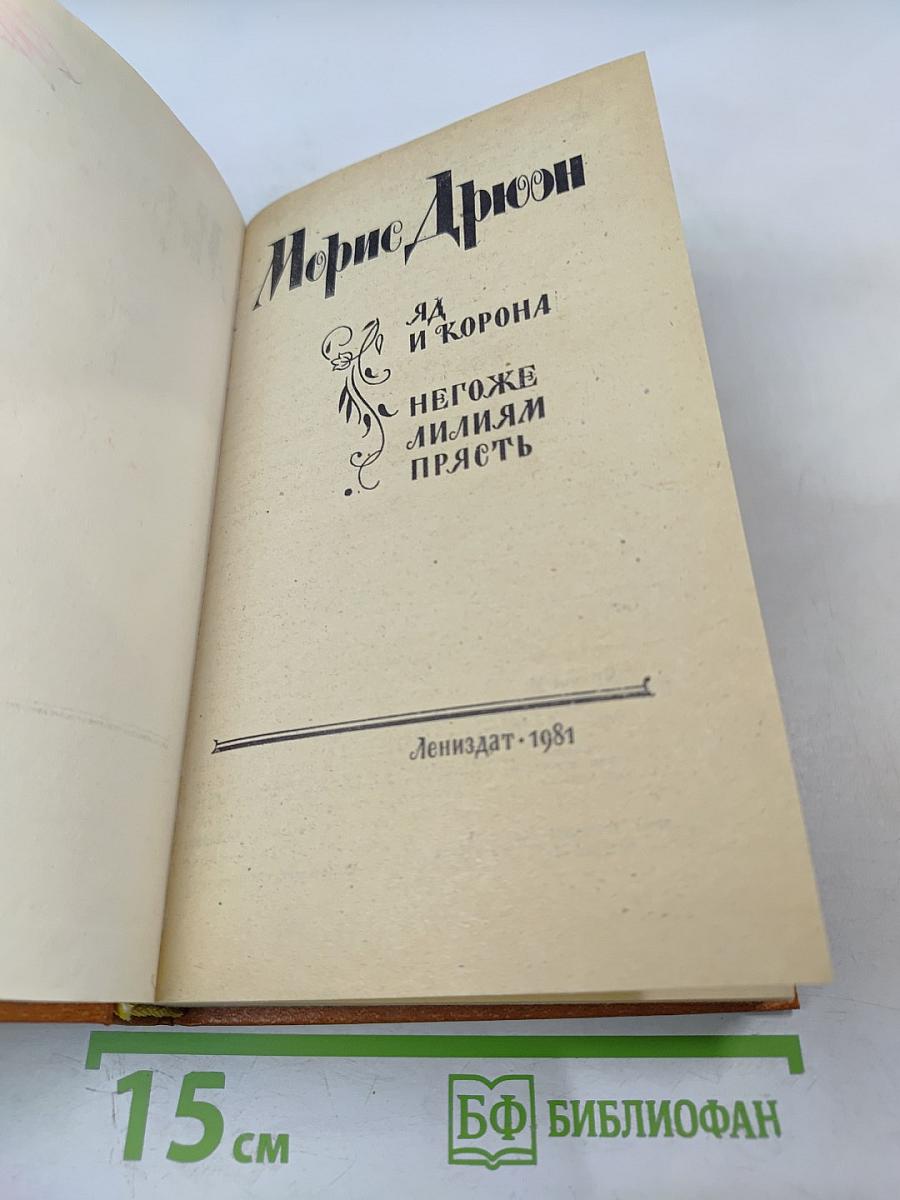 Морис Дрюон
ЯД
И КОРОНА
НЕГОЖЕ
ЛИЛИЯМ
ПРЯСТЬ
Лениздат · 1981
15 см
БФ БИБЛИОФАН